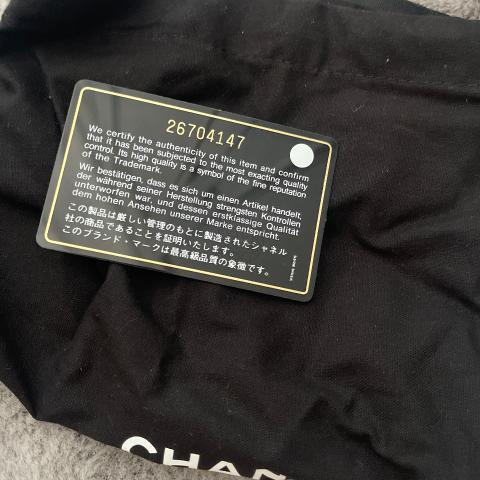 26704147
We certify the authenticity of this item and confirm
that it has been subjected to the most exacting quality
control. Its high quality is a symbol of the fine reputation
of the Trademark.
Wir bestätigen, dass es sich um einen Artikel handelt,
der während seiner Herstellung strengsten Kontrollen
unterworfen war, und dessen erstklassige Qualität
dem hohen Ansehen unserer Marke entspricht.
この製品は厳しい管理のもとに製造されたシャネル
社の商品であることを証明いたします。
このブランド・マークは最高級品質の象徴です。
CHA